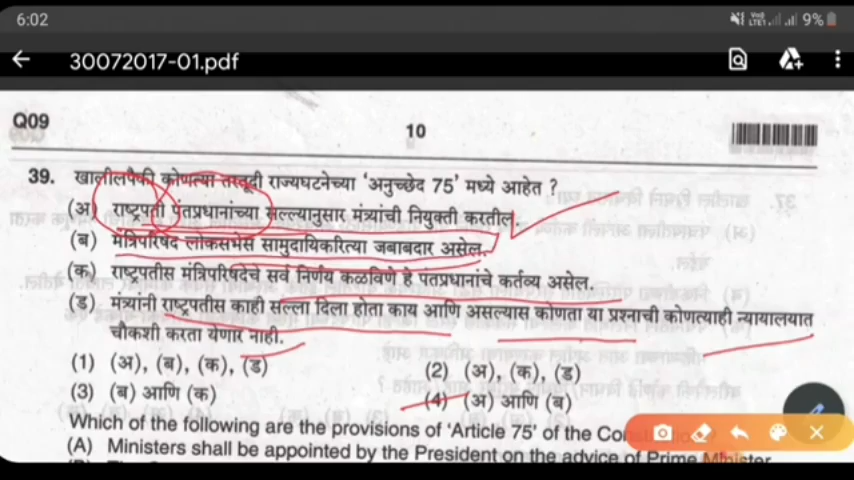 6:02
9%
30072017-01.pdf
Q09
10
39. खालीलपैकी कोणत्या तरतूदी राज्यघटनेच्या 'अनुच्छेद 75' मध्ये आहेत ?
(अ) राष्ट्रपती पंतप्रधानांच्या सल्ल्यानुसार मंत्र्यांची नियुक्ती करतील
(ब) मंत्रिपरिषद लोकसभेस सामुदायिकरित्या जबाबदार असेल.
(क) राष्ट्रपतीस मंत्रिपरिषदेचे सर्व निर्णय कळविणे हे पंतप्रधानांचे कर्तव्य असेल.
(ड) मंत्र्यांनी राष्ट्रपतीस काही सल्ला दिला होता काय आणि असल्यास कोणता या प्रश्नाची कोणत्याही न्यायालयात
चौकशी करता येणार नाही.
(1) (अ), (ब), (क), (ड)
(2) (अ), (क), (ड)
(3) (ब) आणि (क)
(4) (अ) आणि (ब)
Which of the following are the provisions of 'Article 75' of the
(A) Ministers shall be appointed by the President on the advice of Prime Minister